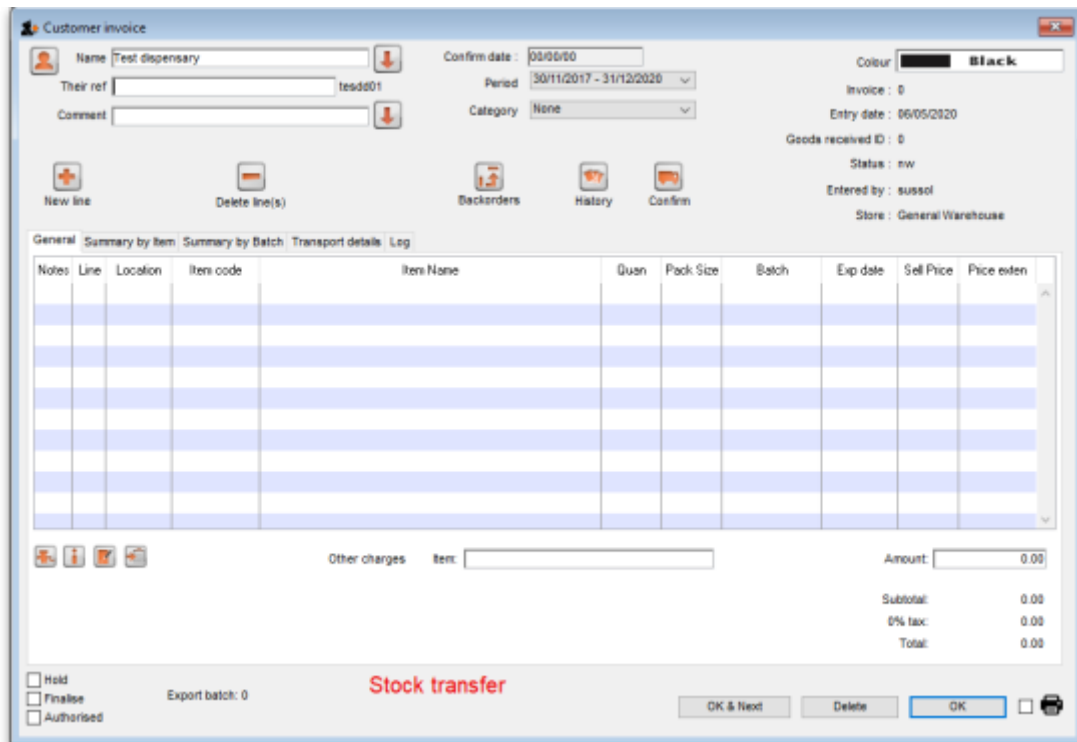 Customer invoice
Name Test dispensary
Their ref tesdd01
Comment
Confirm date : 00/00/00
Period 30/11/2017 - 31/12/2020
Category None
Colour Black
Invoice : 0
Entry date : 06/05/2020
Goods received ID : 0
Status : nw
Entered by : sussol
Store : General Warehouse
New line Delete line(s) Backorders History Confirm
General Summary by Item Summary by Batch Transport details Log
Notes Line Location Item code Item Name Quan Pack Size Batch Exp date Sell Price Price exten
Other charges Item: Amount: 0.00
Subtotal: 0.00
0% tax: 0.00
Total: 0.00
Hold
Finalise
Authorised
Export batch: 0
Stock transfer
OK & Next Delete OK